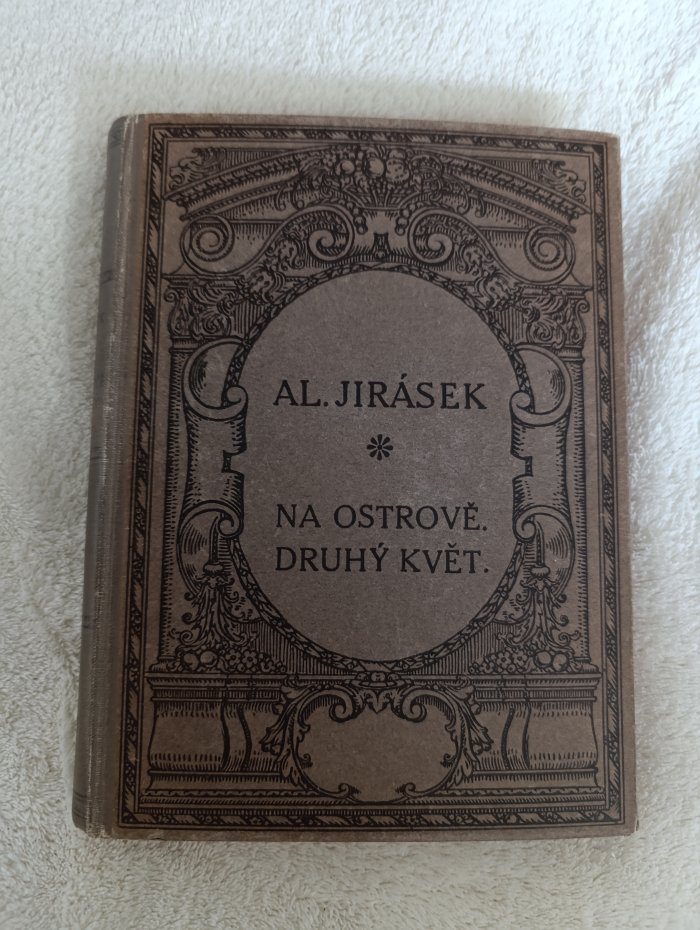 AL. JIRÁSEK
NA OSTROVĚ.
DRUHÝ KVĚT.